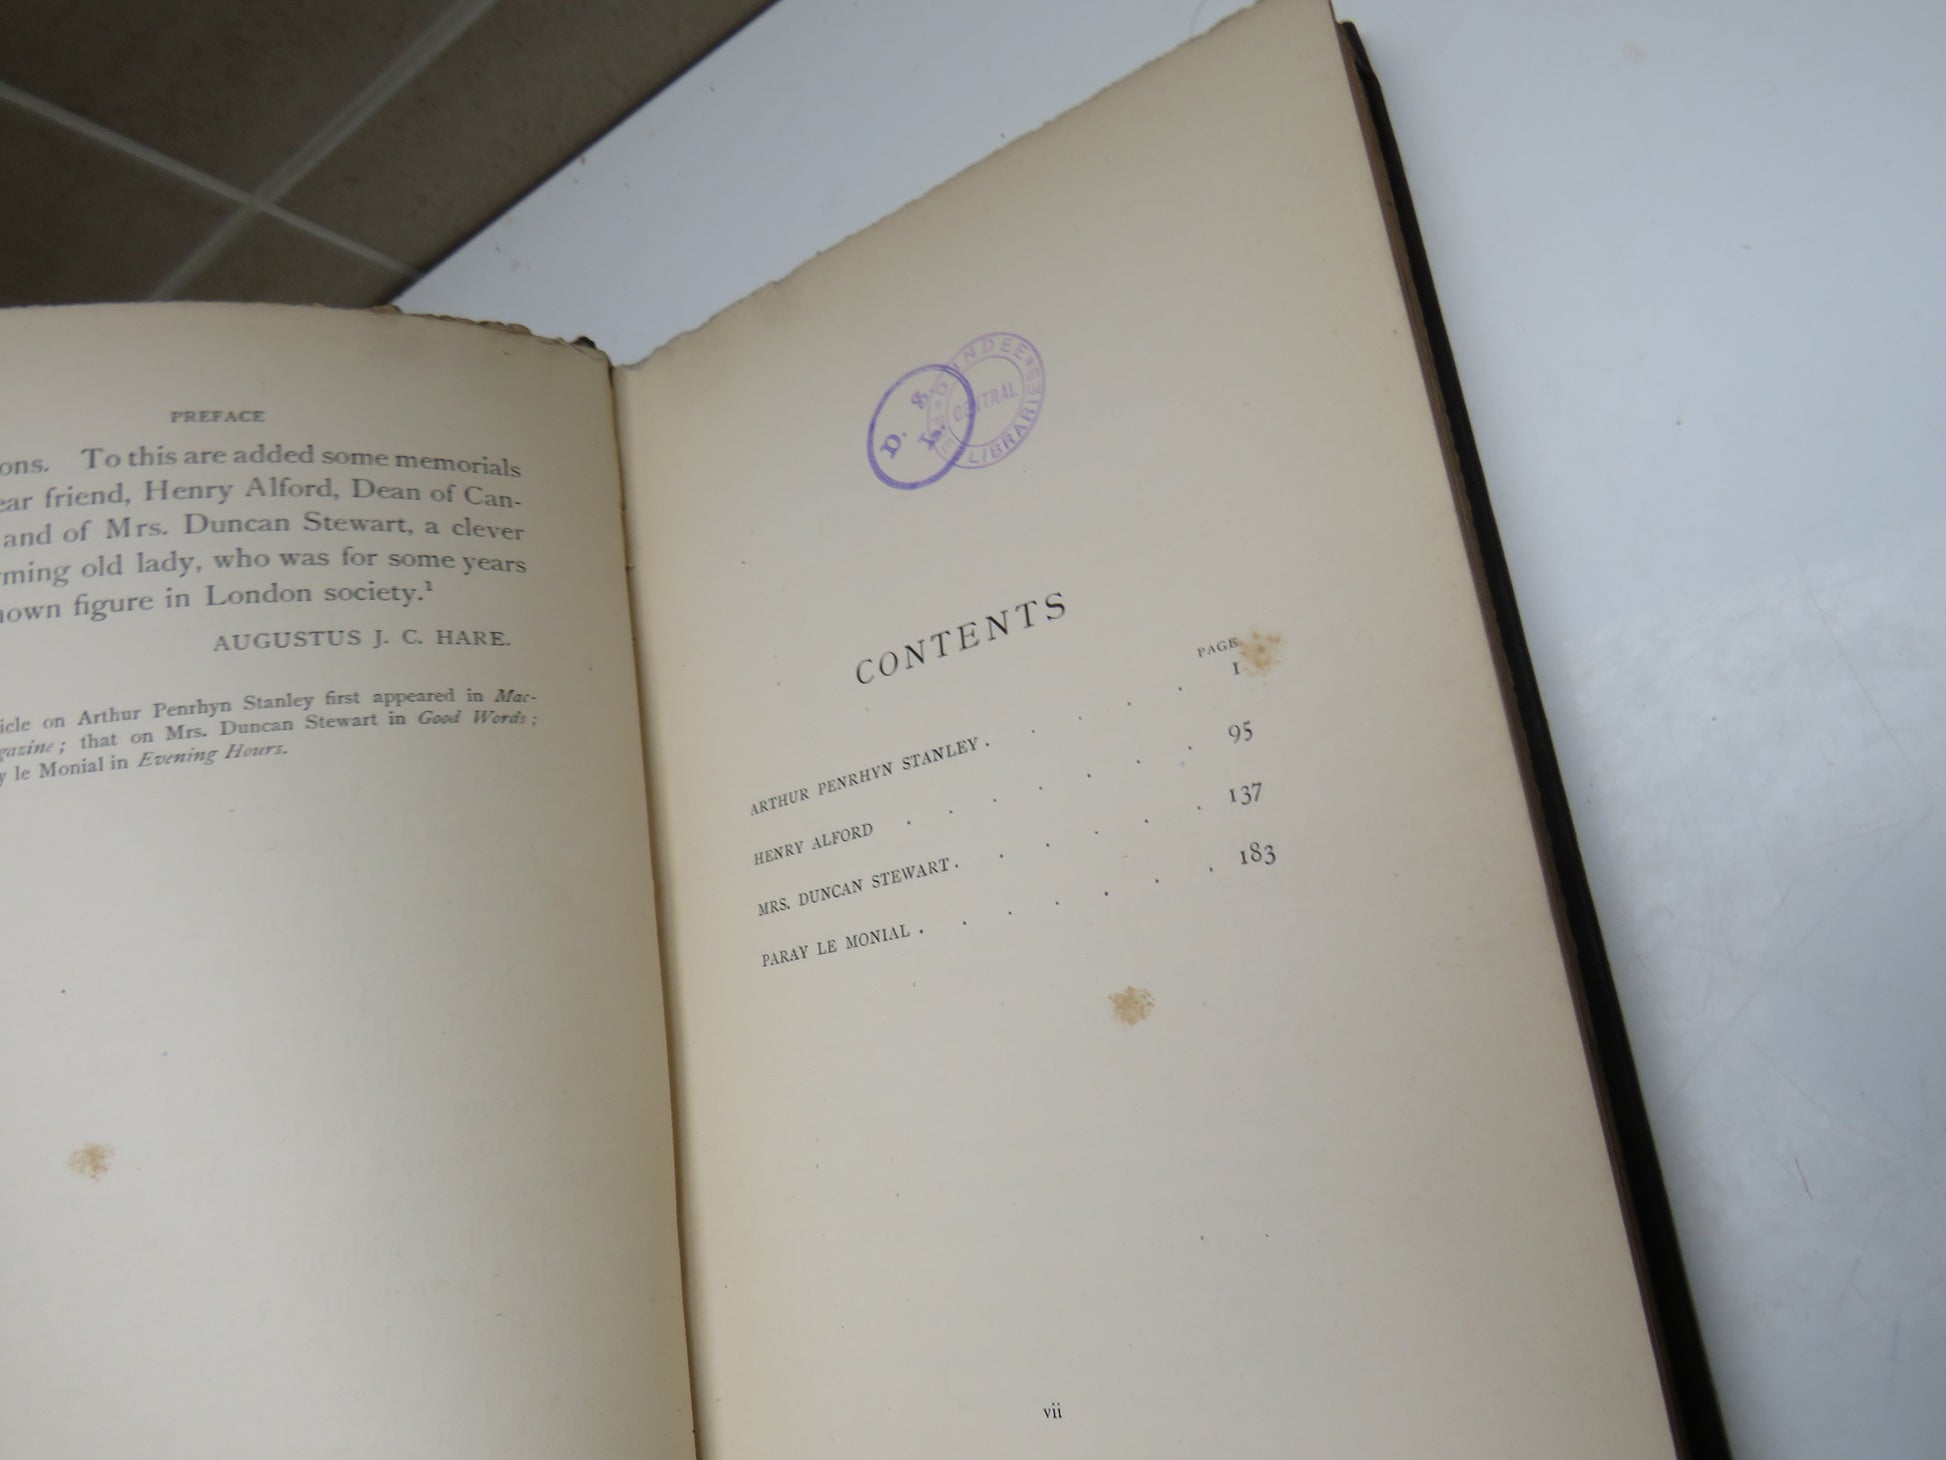 PREFACE
ons. To this are added some memorials
ear friend, Henry Alford, Dean of Can-
and of Mrs. Duncan Stewart, a clever
rming old lady, who was for some years
nown figure in London society.¹
AUGUSTUS J. C. HARE.
icle on Arthur Penrhyn Stanley first appeared in Mac-
gazine; that on Mrs. Duncan Stewart in Good Words;
y le Monial in Evening Hours.
D. & L.
DUNDEE
CENTRAL
LIBRARIES
CONTENTS
PAGE
ARTHUR PENRHYN STANLEY . . . . . 1
HENRY ALFORD . . . . . . . 95
MRS. DUNCAN STEWART . . . . . . 137
PARAY LE MONIAL . . . . . . . 183
vii